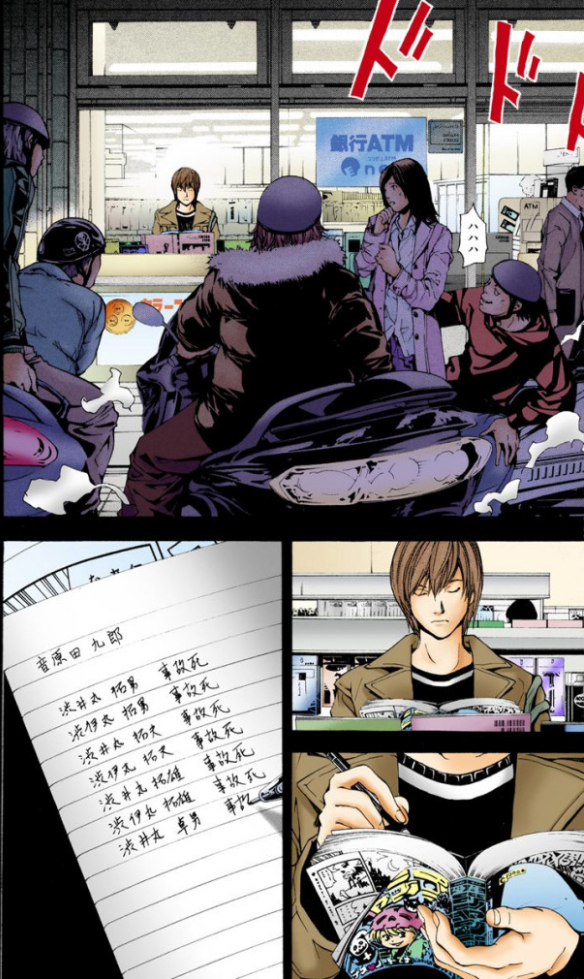 ドドド
銀行ATM
ハハハ
ATM
音原田 九郎
渋井丸 拓男 事故死
渋伊丸 拓男 事故死
渋井丸 拓夫 事故死
渋伊丸 拓夫 事故死
渋井丸 拓雄 事故死
渋伊丸 拓雄 事故死
渋井丸 卓男 事故